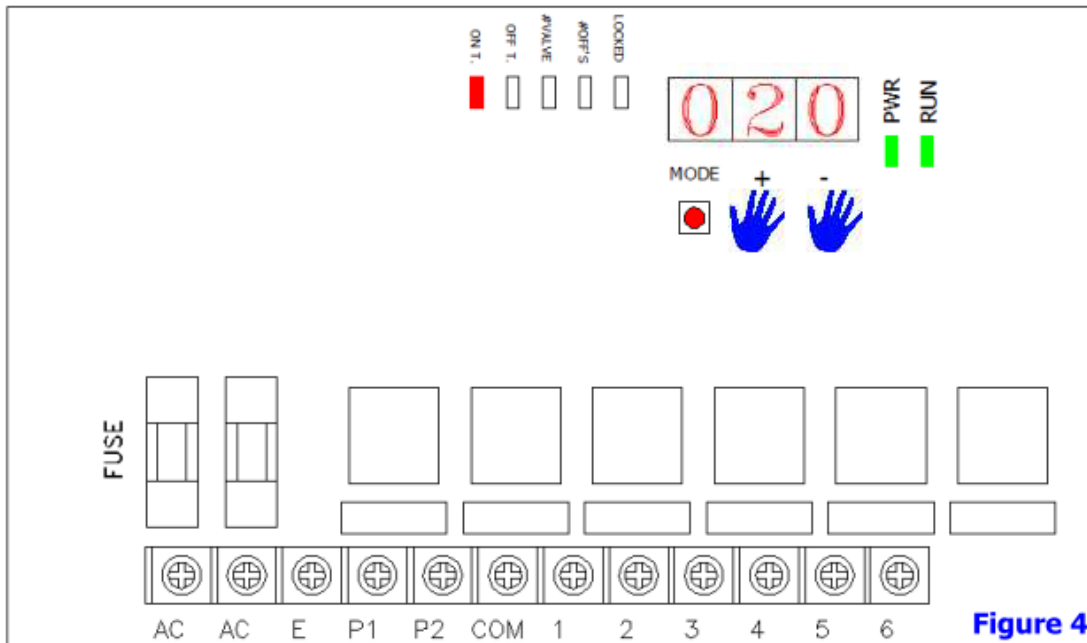 ON T.
OFF T.
#VALVE
#OFF'S
LOCKED
020
PWR
RUN
MODE + -
FUSE
AC AC E P1 P2 COM 1 2 3 4 5 6
Figure 4